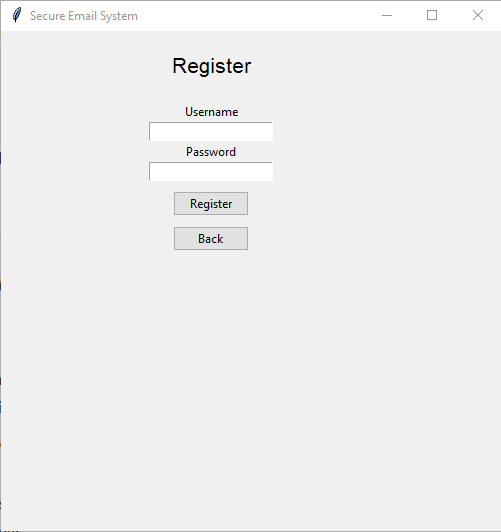 Secure Email System
Register
Username
Password
Register
Back